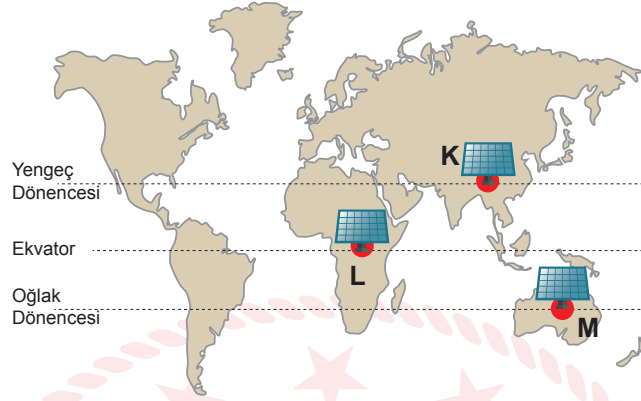 K
Yengeç
Dönencesi
Ekvator
L
Oğlak
Dönencesi
M